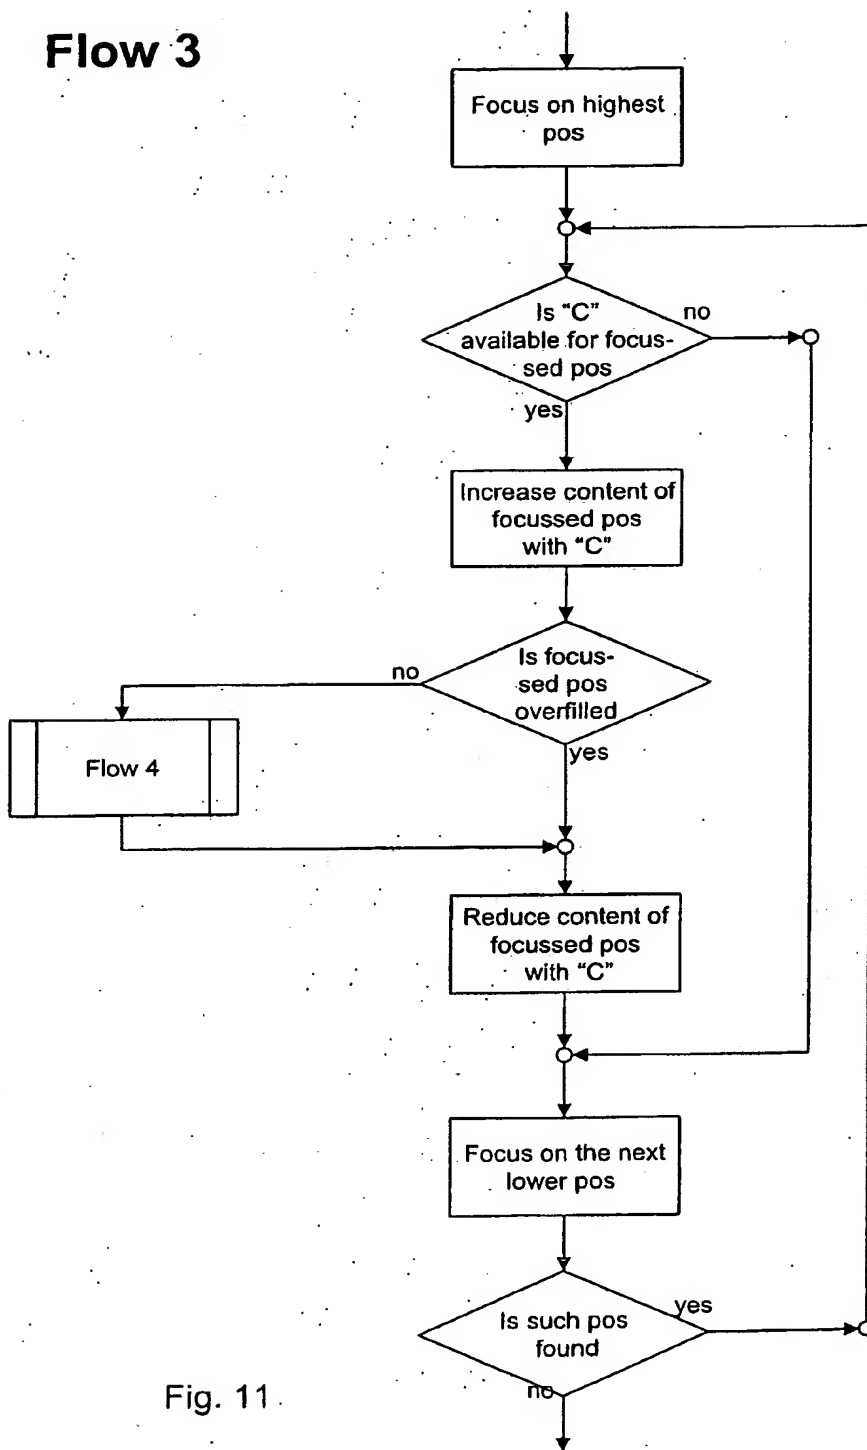 Flow 3
Focus on highest
pos
Is "C"
available for focus-
sed pos
no
yes
Increase content of
focussed pos
with "C"
Is focus-
sed pos
overfilled
no
yes
Flow 4
Reduce content of
focussed pos
with "C"
Focus on the next
lower pos
Is such pos
found
yes
no
Fig. 11